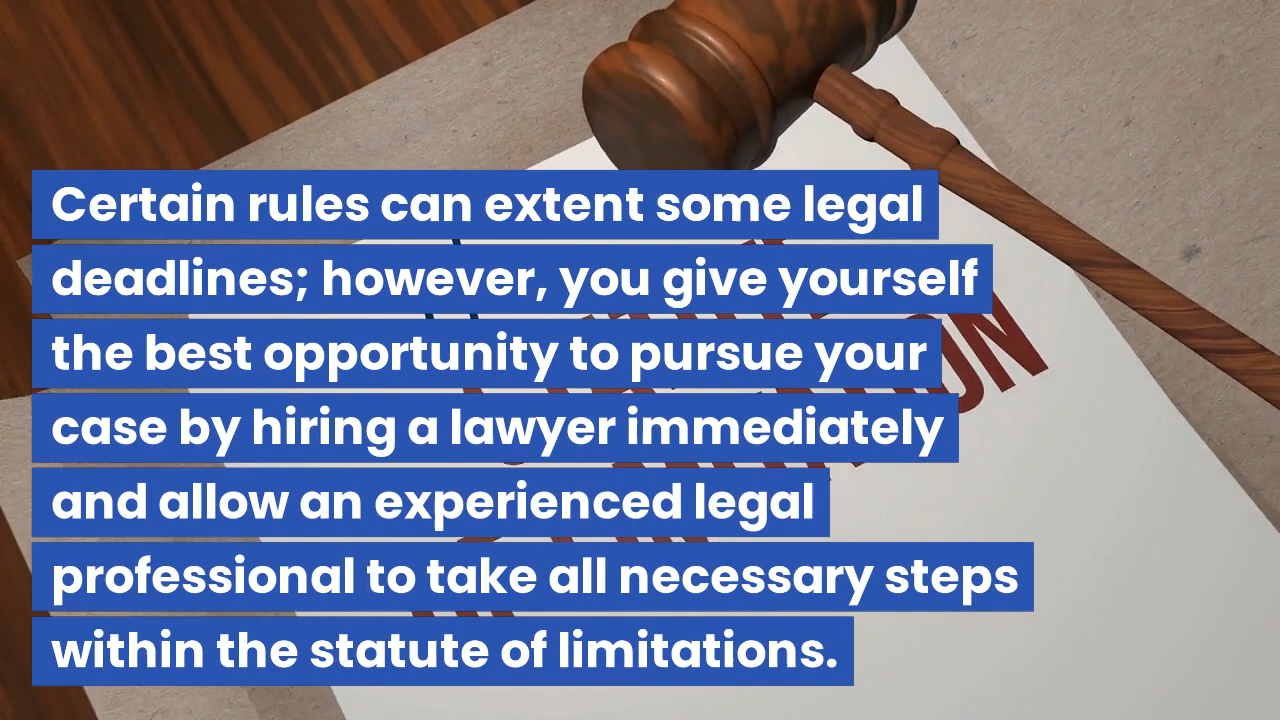 Certain rules can extent some legal
deadlines; however, you give yourself
the best opportunity to pursue your
case by hiring a lawyer immediately
and allow an experienced legal
professional to take all necessary steps
within the statute of limitations.